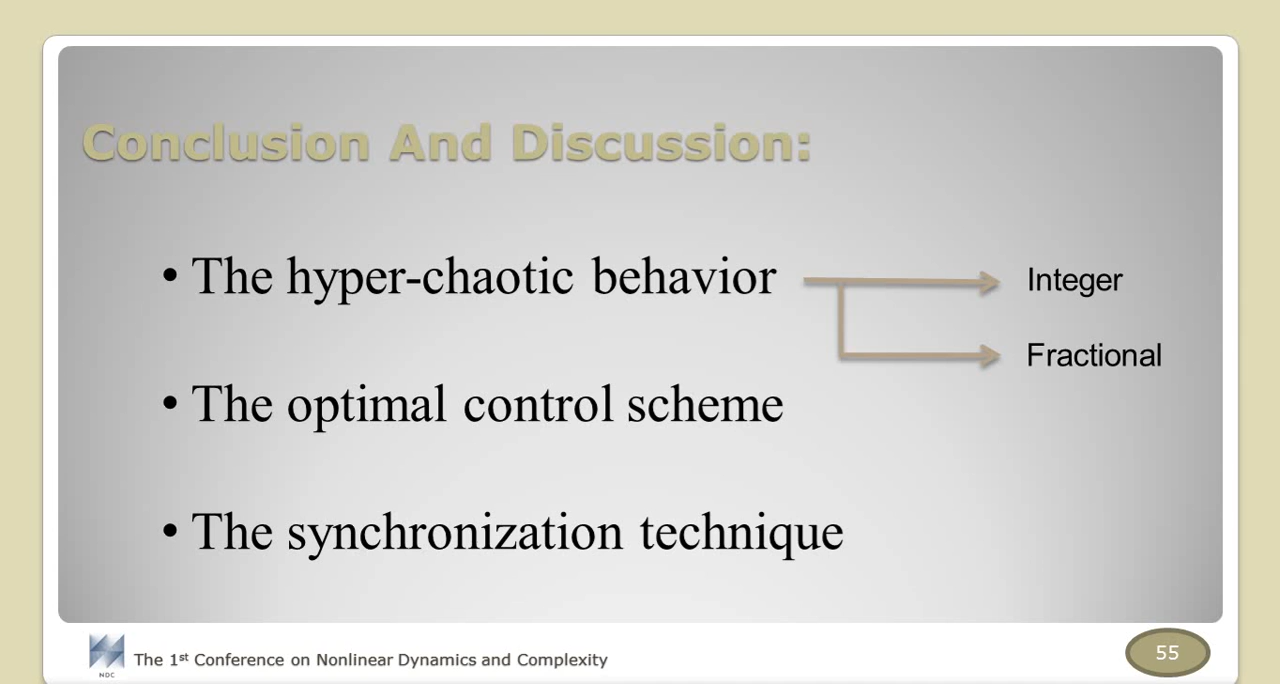 Conclusion And Discussion:
• The hyper-chaotic behavior
Integer
Fractional
• The optimal control scheme
• The synchronization technique
NDC
The 1st Conference on Nonlinear Dynamics and Complexity
55